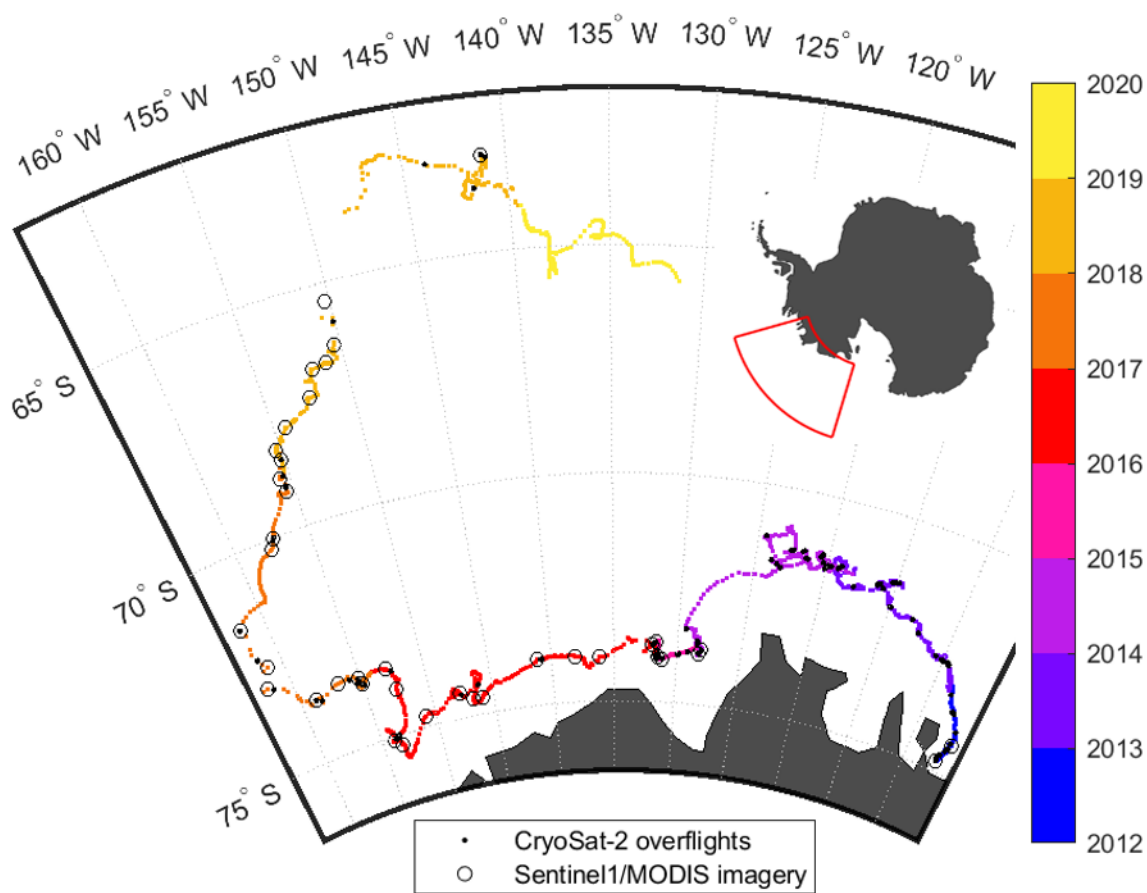 160° W
155° W
150° W
145° W
140° W
135° W
130° W
125° W
120° W
65° S
70° S
75° S
2020
2019
2018
2017
2016
2015
2014
2013
2012
CryoSat-2 overflights
Sentinel1/MODIS imagery